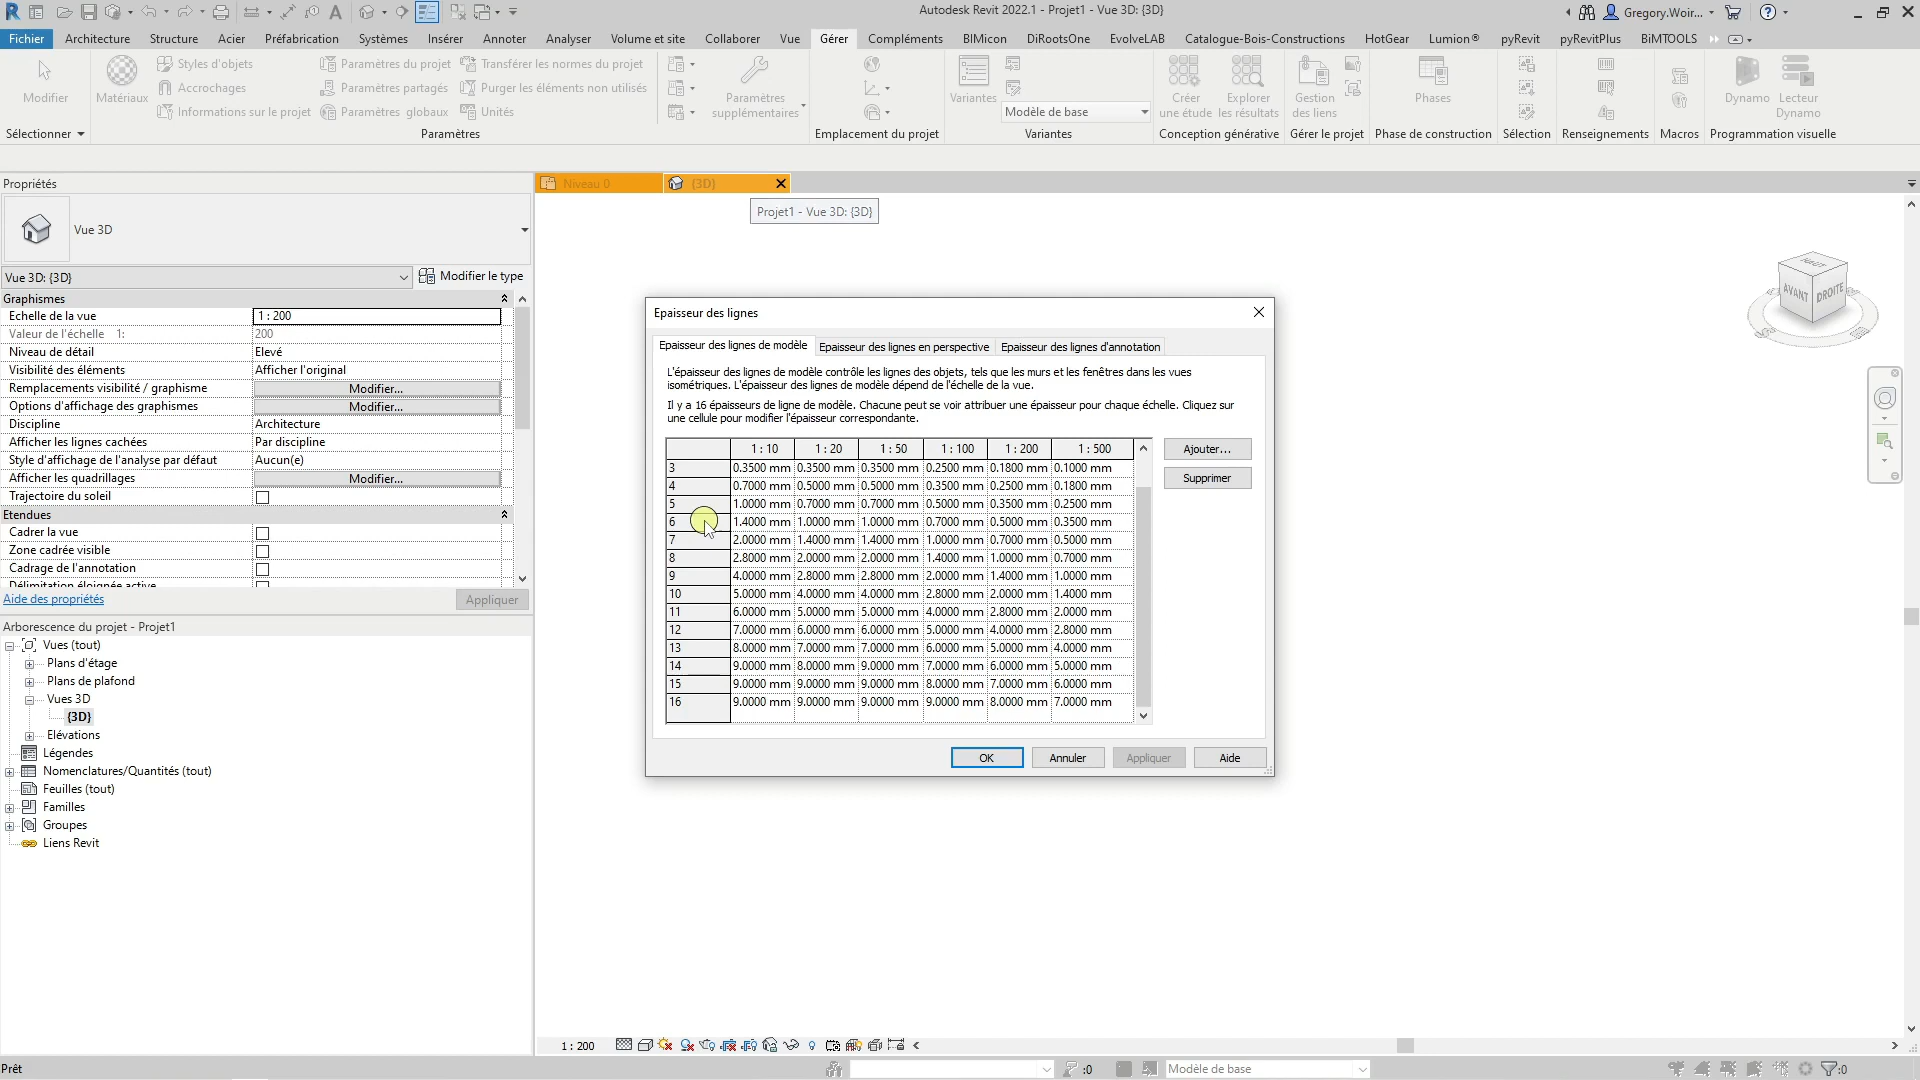 Autodesk Revit 2022.1 - Projet1 - Vue 3D: {3D}
Gregory.Woir...
Fichier Architecture Structure Acier Préfabrication Systèmes Insérer Annoter Analyser Volume et site Collaborer Vue Gérer Compléments BIMicon DiRootsOne EvolveLAB Catalogue-Bois-Constructions HotGear Lumion® pyRevit pyRevitPlus BiMTOOLS
Modifier
Matériaux
Styles d'objets
Accrochages
Informations sur le projet
Paramètres du projet
Paramètres partagés
Paramètres globaux
Transférer les normes du projet
Purger les éléments non utilisés
Unités
Paramètres
supplémentaires
Variantes
Modèle de base
Créer
une étude
Explorer
les résultats
Gestion
des liens
Phases
Dynamo
Lecteur
Dynamo
Sélectionner Paramètres Emplacement du projet Variantes Conception générative Gérer le projet Phase de construction Sélection Renseignements Macros Programmation visuelle
Propriétés
Vue 3D
Vue 3D: {3D}
Modifier le type
Graphismes
Echelle de la vue 1 : 200
Valeur de l'échelle 1: 200
Niveau de détail Elevé
Visibilité des éléments Afficher l'original
Remplacements visibilité / graphisme Modifier...
Options d'affichage des graphismes Modifier...
Discipline Architecture
Afficher les lignes cachées Par discipline
Style d'affichage de l'analyse par défaut Aucun(e)
Afficher les quadrillages Modifier...
Trajectoire du soleil
Etendues
Cadrer la vue
Zone cadrée visible
Cadrage de l'annotation
Délimitation éloignée active
Aide des propriétés
Appliquer
Arborescence du projet - Projet1
Vues (tout)
Plans d'étage
Plans de plafond
Vues 3D
{3D}
Elévations
Légendes
Nomenclatures/Quantités (tout)
Feuilles (tout)
Familles
Groupes
Liens Revit
Niveau 0
{3D}
Projet1 - Vue 3D: {3D}
HAUT
AVANT
DROITE
Epaisseur des lignes
Epaisseur des lignes de modèle Epaisseur des lignes en perspective Epaisseur des lignes d'annotation
L'épaisseur des lignes de modèle contrôle les lignes des objets, tels que les murs et les fenêtres dans les vues
isométriques. L'épaisseur des lignes de modèle dépend de l'échelle de la vue.
Il y a 16 épaisseurs de ligne de modèle. Chacune peut se voir attribuer une épaisseur pour chaque échelle. Cliquez sur
une cellule pour modifier l'épaisseur correspondante.
1 : 10 1 : 20 1 : 50 1 : 100 1 : 200 1 : 500
3 0.3500 mm 0.3500 mm 0.3500 mm 0.2500 mm 0.1800 mm 0.1000 mm
4 0.7000 mm 0.5000 mm 0.5000 mm 0.3500 mm 0.2500 mm 0.1800 mm
5 1.0000 mm 0.7000 mm 0.7000 mm 0.5000 mm 0.3500 mm 0.2500 mm
6 1.4000 mm 1.0000 mm 1.0000 mm 0.7000 mm 0.5000 mm 0.3500 mm
7 2.0000 mm 1.4000 mm 1.4000 mm 1.0000 mm 0.7000 mm 0.5000 mm
8 2.8000 mm 2.0000 mm 2.0000 mm 1.4000 mm 1.0000 mm 0.7000 mm
9 4.0000 mm 2.8000 mm 2.8000 mm 2.0000 mm 1.4000 mm 1.0000 mm
10 5.0000 mm 4.0000 mm 4.0000 mm 2.8000 mm 2.0000 mm 1.4000 mm
11 6.0000 mm 5.0000 mm 5.0000 mm 4.0000 mm 2.8000 mm 2.0000 mm
12 7.0000 mm 6.0000 mm 6.0000 mm 5.0000 mm 4.0000 mm 2.8000 mm
13 8.0000 mm 7.0000 mm 7.0000 mm 6.0000 mm 5.0000 mm 4.0000 mm
14 9.0000 mm 8.0000 mm 9.0000 mm 7.0000 mm 6.0000 mm 5.0000 mm
15 9.0000 mm 9.0000 mm 9.0000 mm 8.0000 mm 7.0000 mm 6.0000 mm
16 9.0000 mm 9.0000 mm 9.0000 mm 9.0000 mm 8.0000 mm 7.0000 mm
Ajouter...
Supprimer
OK Annuler Appliquer Aide
1 : 200
Prêt
:0
Modèle de base
:0